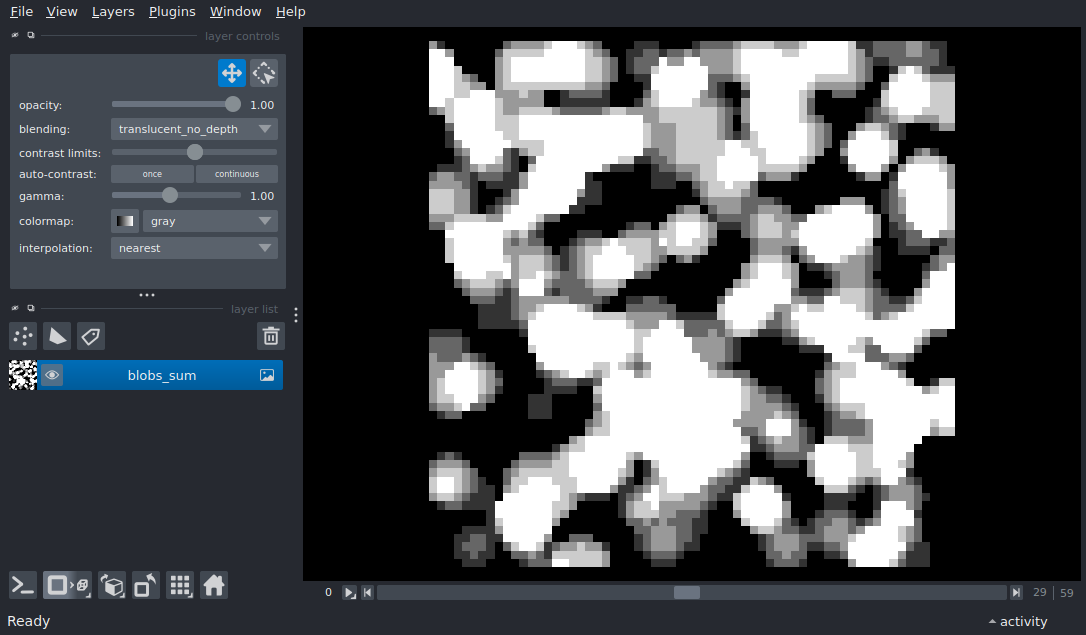 File View Layers Plugins Window Help
layer controls
opacity: 1.00
blending: translucent_no_depth
contrast limits:
auto-contrast: once continuous
gamma: 1.00
colormap: gray
interpolation: nearest
layer list
blobs_sum
0 29 59
Ready activity